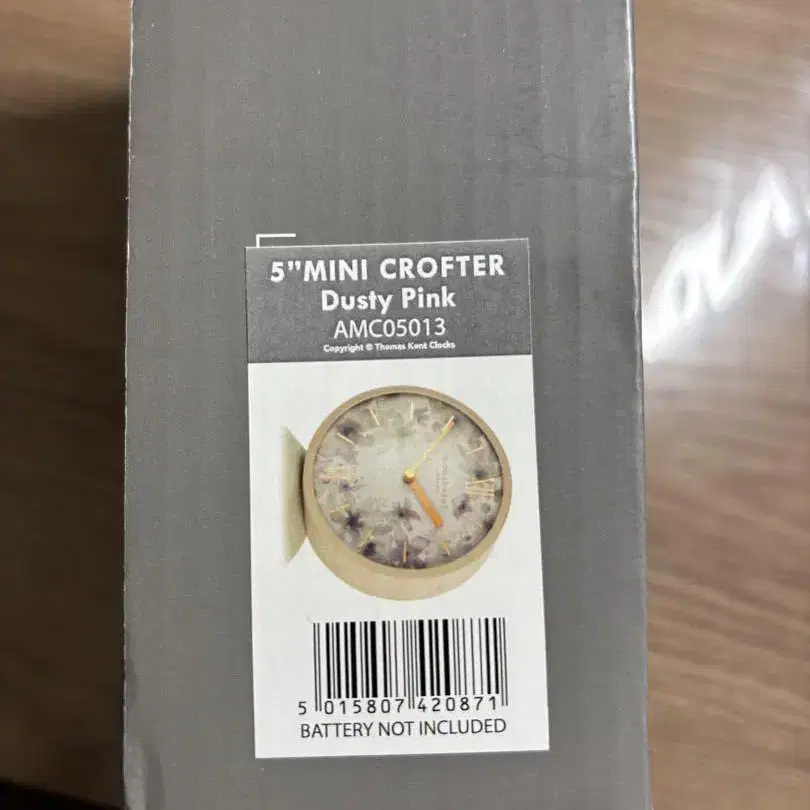 5”MINI CROFTER
Dusty Pink
AMC05013
Copyright © Thomas Kent Clocks
5 015807 420871
BATTERY NOT INCLUDED